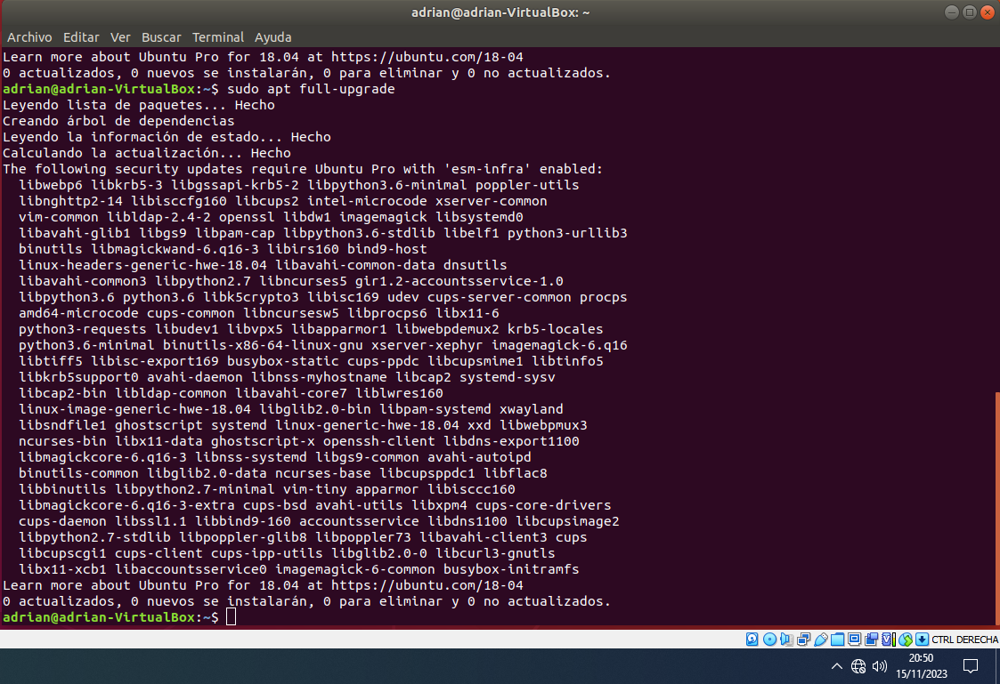 adrian@adrian-VirtualBox: ~
Archivo Editar Ver Buscar Terminal Ayuda
Learn more about Ubuntu Pro for 18.04 at https://ubuntu.com/18-04
0 actualizados, 0 nuevos se instalarán, 0 para eliminar y 0 no actualizados.
adrian@adrian-VirtualBox:~$ sudo apt full-upgrade
Leyendo lista de paquetes... Hecho
Creando árbol de dependencias
Leyendo la información de estado... Hecho
Calculando la actualización... Hecho
The following security updates require Ubuntu Pro with 'esm-infra' enabled:
libwebp6 libkrb5-3 libgssapi-krb5-2 libpython3.6-minimal poppler-utils
libnghttp2-14 libisccfg160 libcups2 intel-microcode xserver-common
vim-common libldap-2.4-2 openssl libdw1 imagemagick libsystemd0
libavahi-glib1 libgs9 libpam-cap libpython3.6-stdlib libelf1 python3-urllib3
binutils libmagickwand-6.q16-3 libirs160 bind9-host
linux-headers-generic-hwe-18.04 libavahi-common-data dnsutils
libavahi-common3 libpython2.7 libncurses5 gir1.2-accountsservice-1.0
libpython3.6 python3.6 libk5crypto3 libisc169 udev cups-server-common procps
amd64-microcode cups-common libncursesw5 libprocps6 libx11-6
python3-requests libudev1 libvpx5 libapparmor1 libwebpdemux2 krb5-locales
python3.6-minimal binutils-x86-64-linux-gnu xserver-xephyr imagemagick-6.q16
libtiff5 libisc-export169 busybox-static cups-ppdc libcupsmime1 libtinfo5
libkrb5support0 avahi-daemon libnss-myhostname libcap2 systemd-sysv
libcap2-bin libldap-common libavahi-core7 liblwres160
linux-image-generic-hwe-18.04 libglib2.0-bin libpam-systemd xwayland
libsndfile1 ghostscript systemd linux-generic-hwe-18.04 xxd libwebpmux3
ncurses-bin libx11-data ghostscript-x openssh-client libdns-export1100
libmagickcore-6.q16-3 libnss-systemd libgs9-common avahi-autoipd
binutils-common libglib2.0-data ncurses-base libcupsppdc1 libflac8
libbinutils libpython2.7-minimal vim-tiny apparmor libisccc160
libmagickcore-6.q16-3-extra cups-bsd avahi-utils libxpm4 cups-core-drivers
cups-daemon libssl1.1 libbind9-160 accountsservice libdns1100 libcupsimage2
libpython2.7-stdlib libpoppler-glib8 libpoppler73 libavahi-client3 cups
libcupscgi1 cups-client cups-ipp-utils libglib2.0-0 libcurl3-gnutls
libx11-xcb1 libaccountsservice0 imagemagick-6-common busybox-initramfs
Learn more about Ubuntu Pro for 18.04 at https://ubuntu.com/18-04
0 actualizados, 0 nuevos se instalarán, 0 para eliminar y 0 no actualizados.
adrian@adrian-VirtualBox:~$
CTRL DERECHA
20:50
15/11/2023